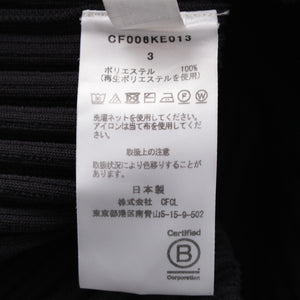 CF006KE013
3
ポリエステル 100%
(再生ポリエステル使用)
洗濯ネットを使用してください。
アイロンは当て布を使用してください。
取扱上の注意
取扱状況により色移りすることが
あります。
日本製
株式会社 CFCL
東京都港区南青山5-15-9-502
Certified
B
Corporation